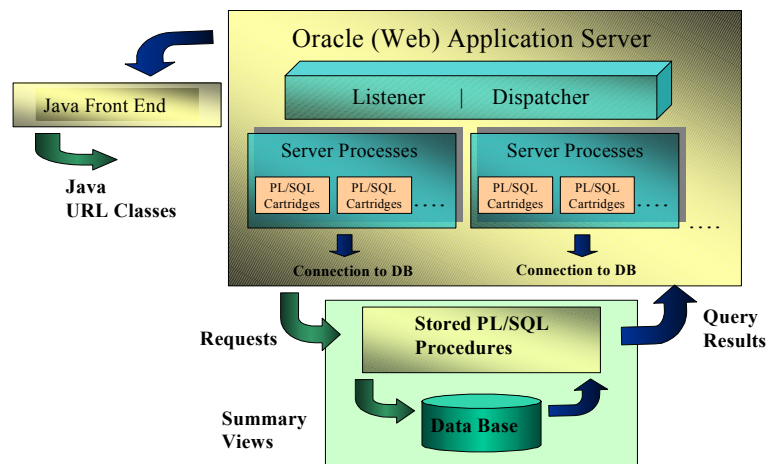 Oracle (Web) Application Server
Java Front End
Listener | Dispatcher
Server Processes
Server Processes
PL/SQL
Cartridges
PL/SQL
Cartridges
. . . .
PL/SQL
Cartridges
PL/SQL
Cartridges
. . . .
Java
URL Classes
. . . .
Connection to DB
Connection to DB
Requests
Stored PL/SQL
Procedures
Query
Results
Summary
Views
Data Base